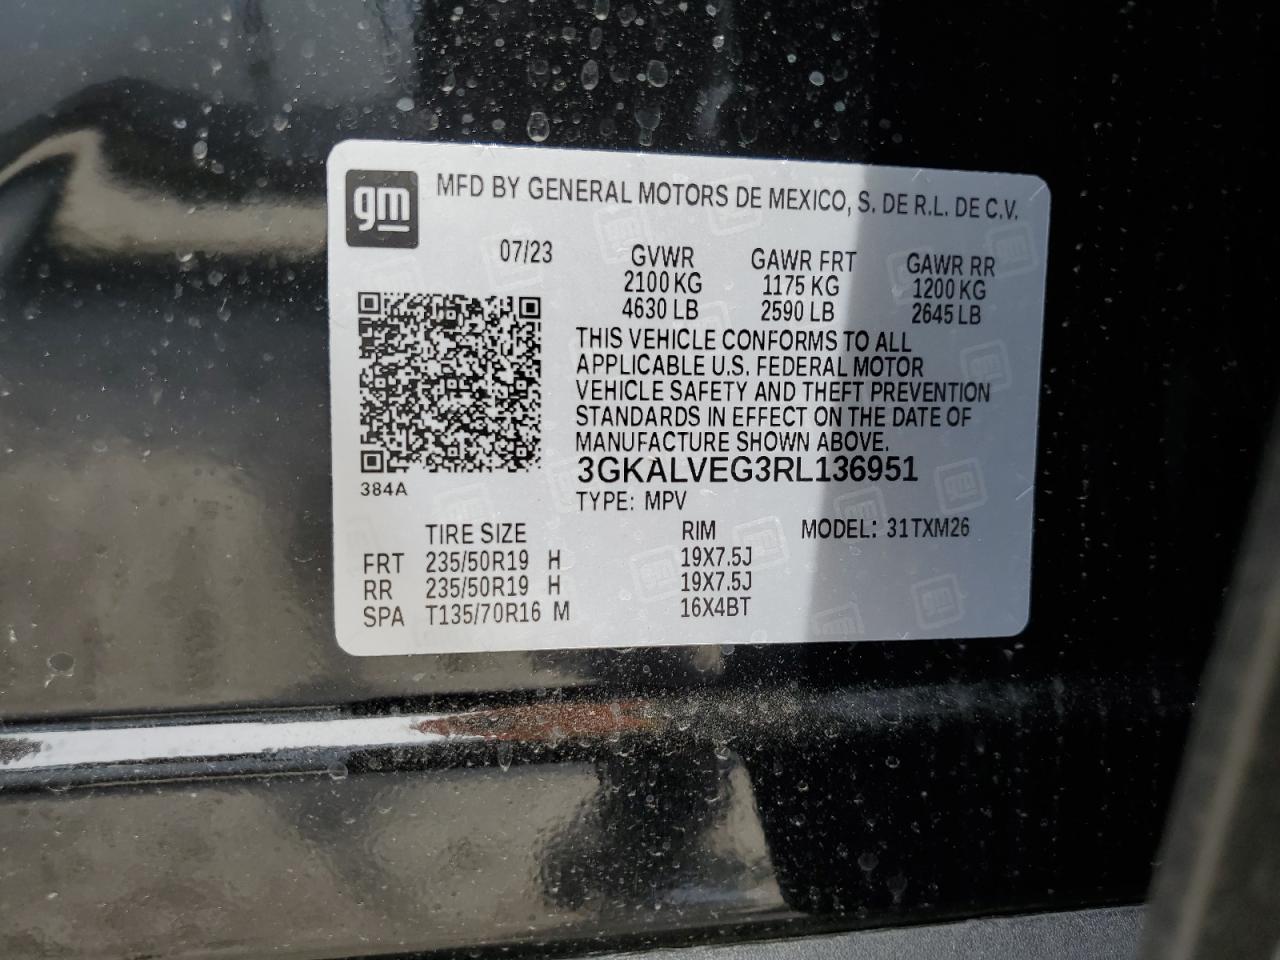 gm
MFD BY GENERAL MOTORS DE MEXICO, S. DE R.L. DE C.V.
07/23 GVWR GAWR FRT GAWR RR
2100 KG 1175 KG 1200 KG
4630 LB 2590 LB 2645 LB
THIS VEHICLE CONFORMS TO ALL
APPLICABLE U.S. FEDERAL MOTOR
VEHICLE SAFETY AND THEFT PREVENTION
STANDARDS IN EFFECT ON THE DATE OF
MANUFACTURE SHOWN ABOVE.
3GKALVEG3RL136951
384A
TYPE: MPV
TIRE SIZE RIM MODEL: 31TXM26
FRT 235/50R19 H 19X7.5J
RR 235/50R19 H 19X7.5J
SPA T135/70R16 M 16X4BT